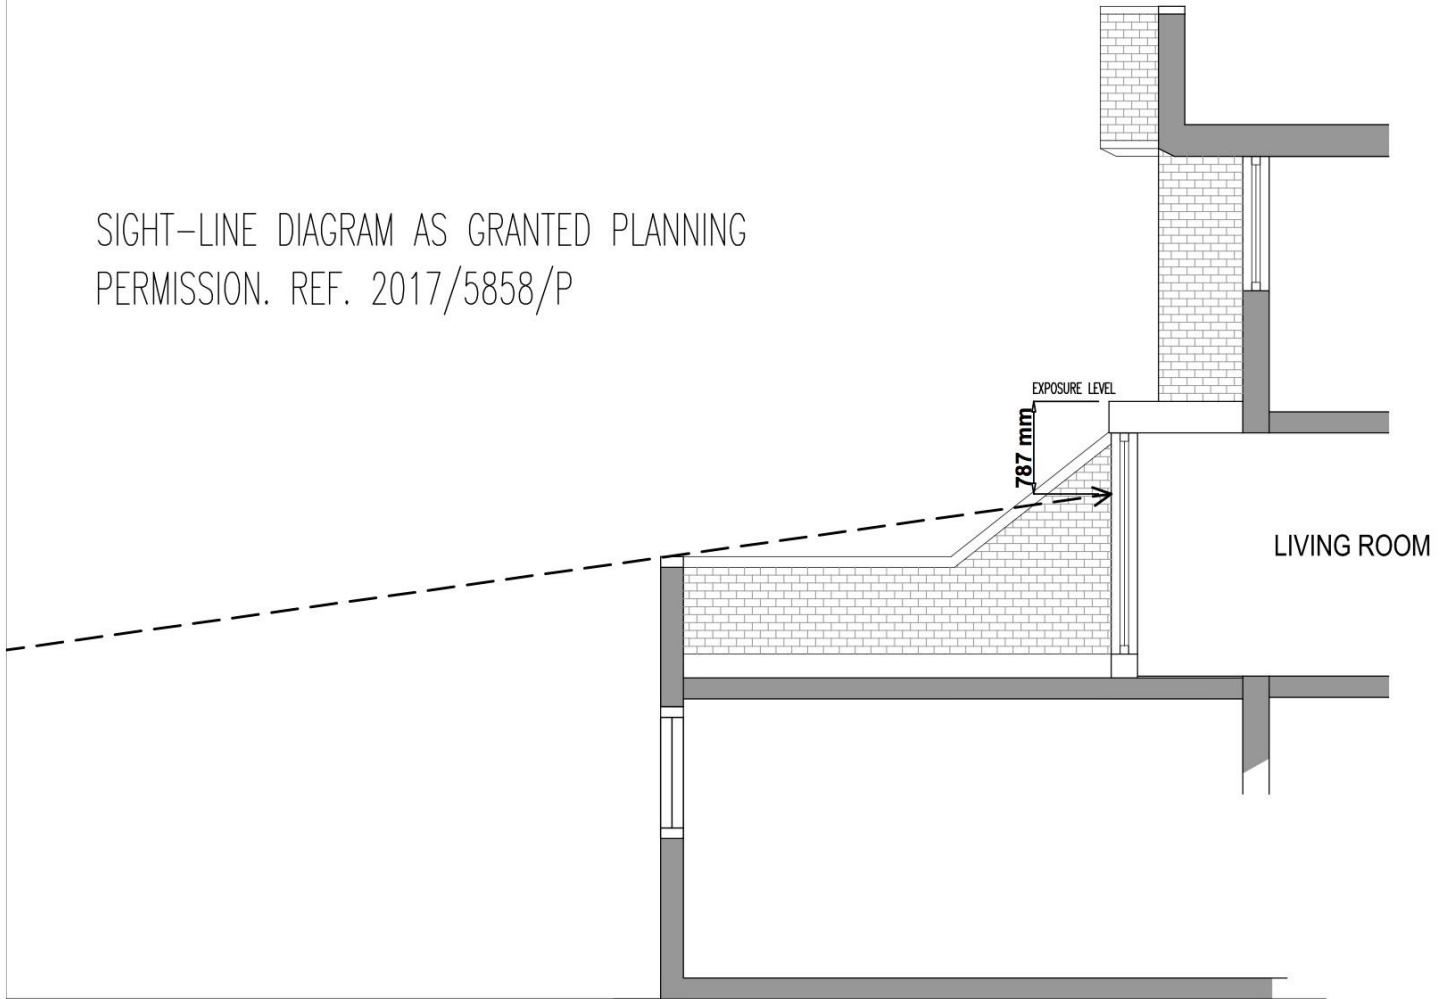 SIGHT-LINE DIAGRAM AS GRANTED PLANNING
PERMISSION. REF. 2017/5858/P
EXPOSURE LEVEL
787 mm
LIVING ROOM